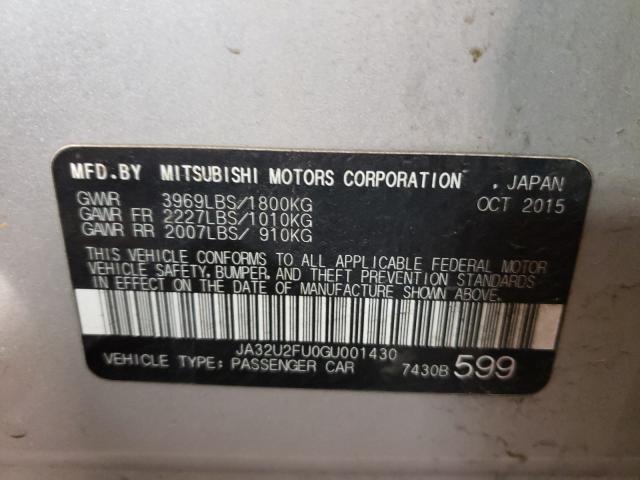 MFD.BY MITSUBISHI MOTORS CORPORATION , JAPAN
GVWR 3969LBS/1800KG OCT 2015
GAWR FR 2227LBS/1010KG
GAWR RR 2007LBS/ 910KG
THIS VEHICLE CONFORMS TO ALL APPLICABLE FEDERAL MOTOR
VEHICLE SAFETY, BUMPER, AND THEFT PREVENTION STANDARDS
IN EFFECT ON THE DATE OF MANUFACTURE SHOWN ABOVE.
JA32U2FU0GU001430
VEHICLE TYPE: PASSENGER CAR 7430B 599